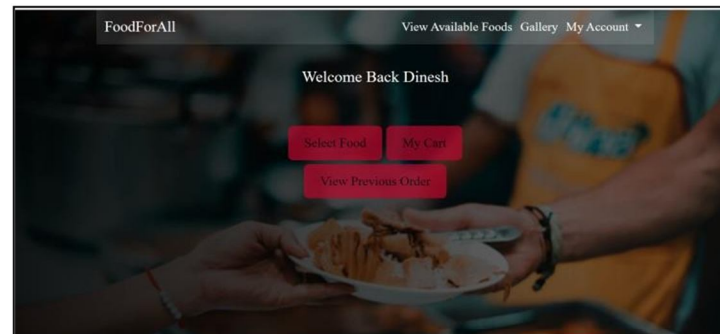 FoodForAll View Available Foods Gallery My Account
Welcome Back Dinesh
Select Food My Cart
View Previous Order